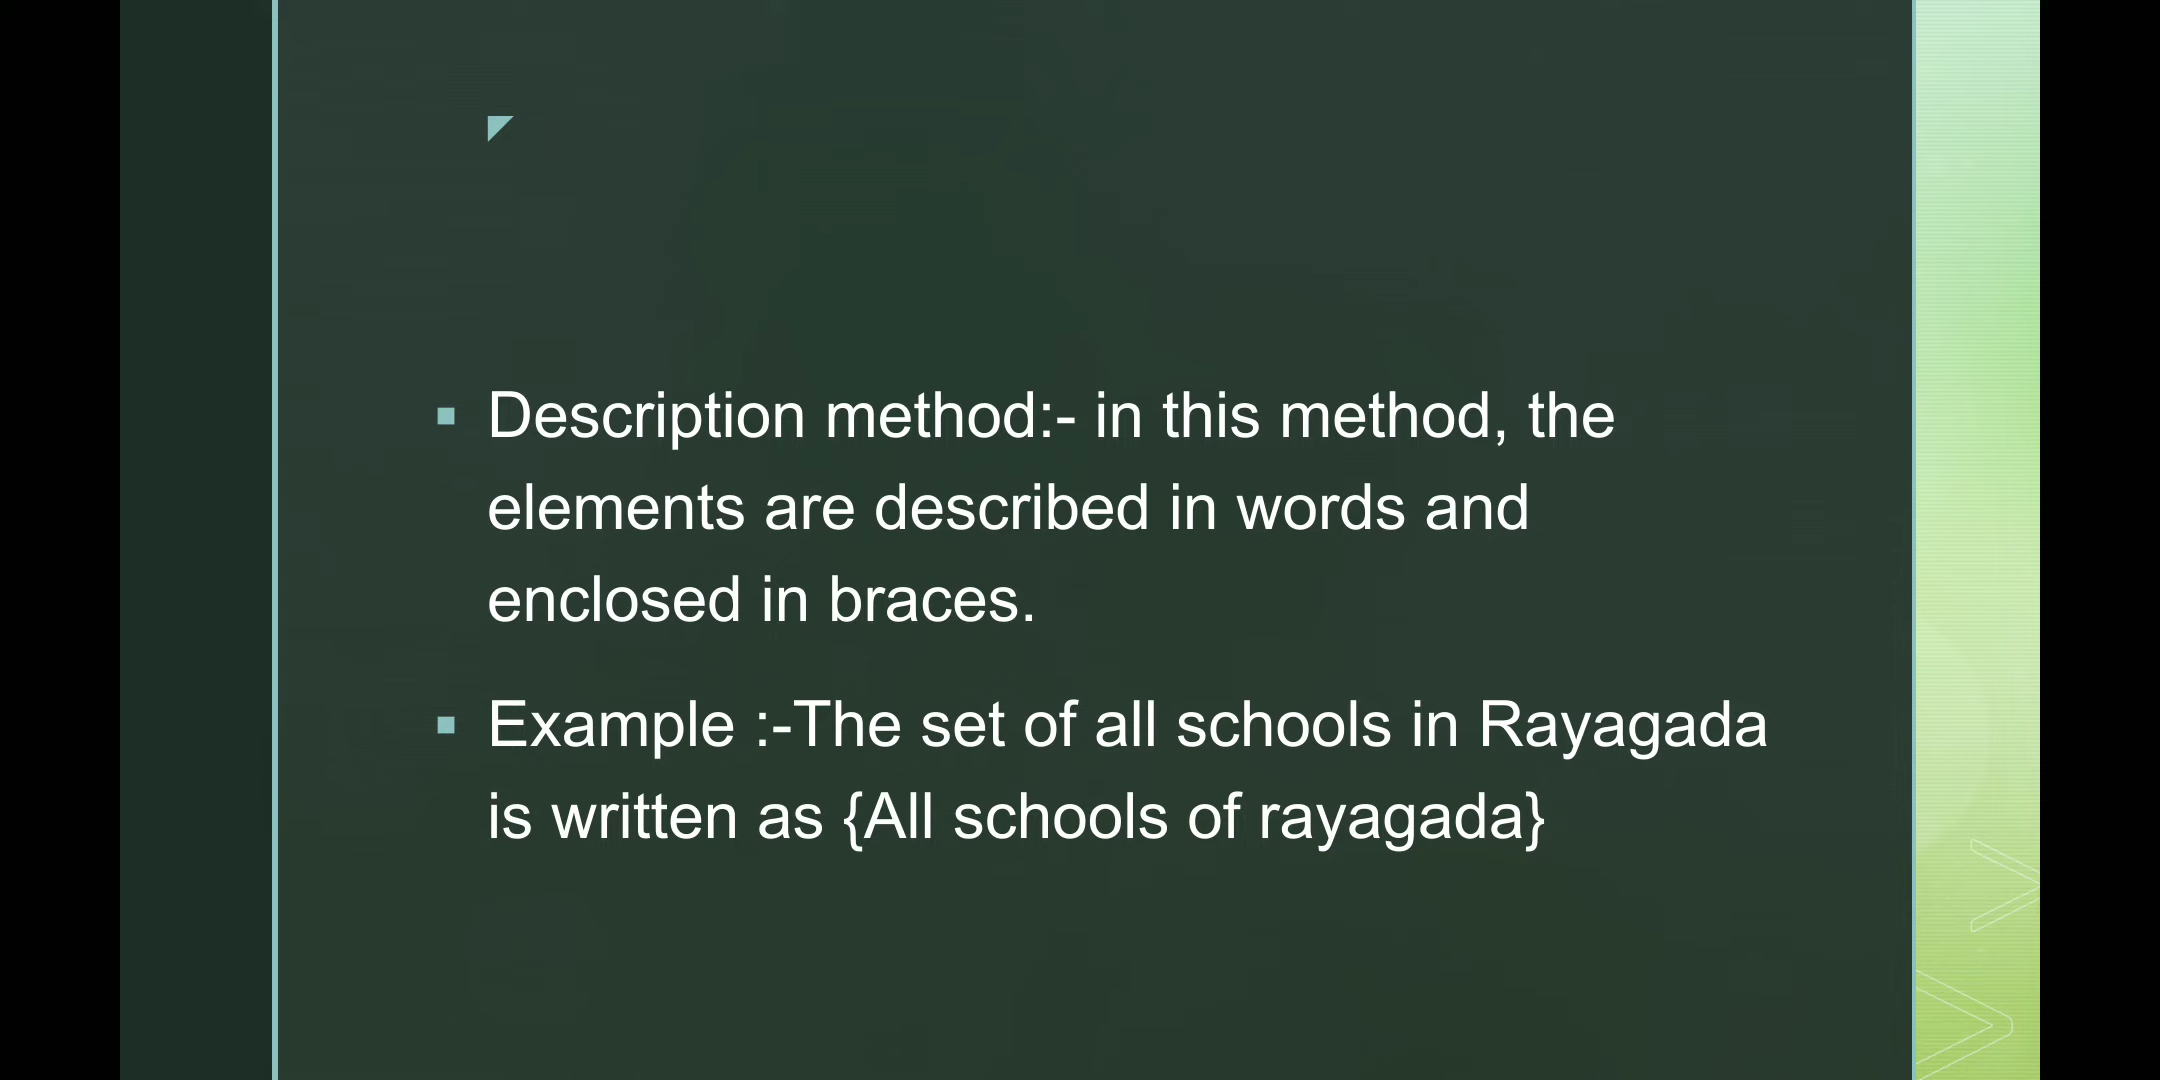 Description method:- in this method, the
elements are described in words and
enclosed in braces.
Example :-The set of all schools in Rayagada
is written as {All schools of rayagada}